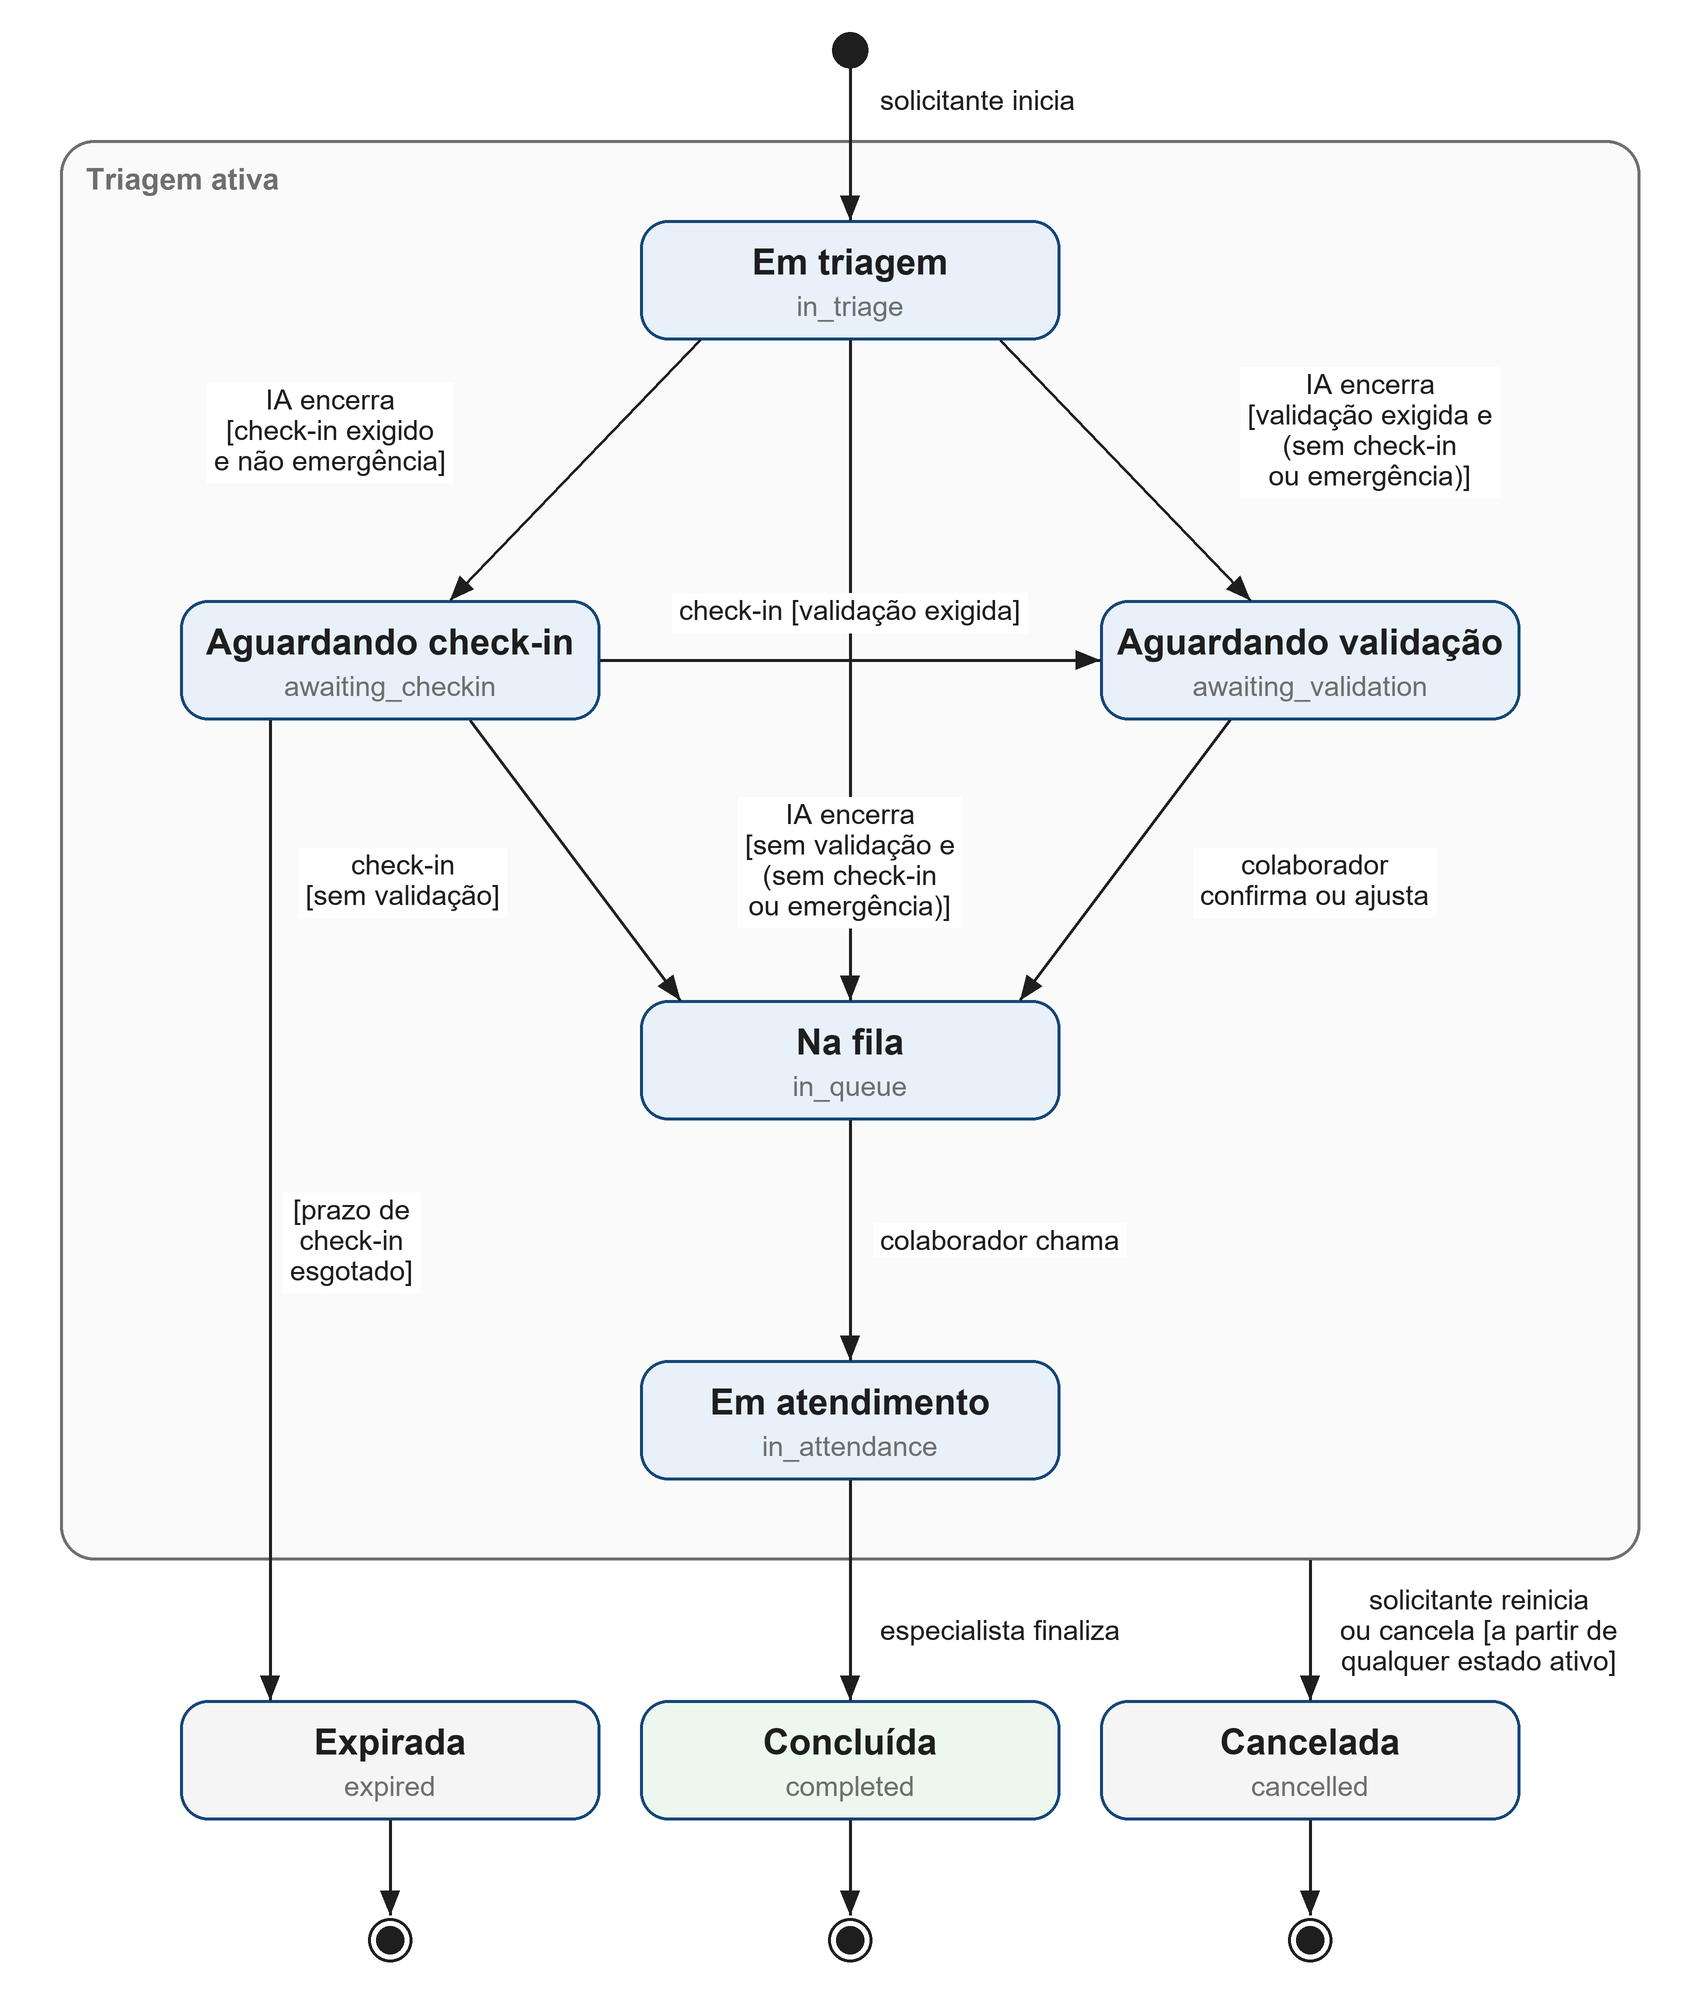 solicitante inicia
Triagem ativa
Em triagem
in_triage
IA encerra
[check-in exigido
e não emergência]
IA encerra
[validação exigida e
(sem check-in
ou emergência)]
check-in [validação exigida]
Aguardando check-in
awaiting_checkin
Aguardando validação
awaiting_validation
check-in
[sem validação]
IA encerra
[sem validação e
(sem check-in
ou emergência)]
colaborador
confirma ou ajusta
Na fila
in_queue
[prazo de
check-in
esgotado]
colaborador chama
Em atendimento
in_attendance
especialista finaliza
solicitante reinicia
ou cancela [a partir de
qualquer estado ativo]
Expirada
expired
Concluída
completed
Cancelada
cancelled